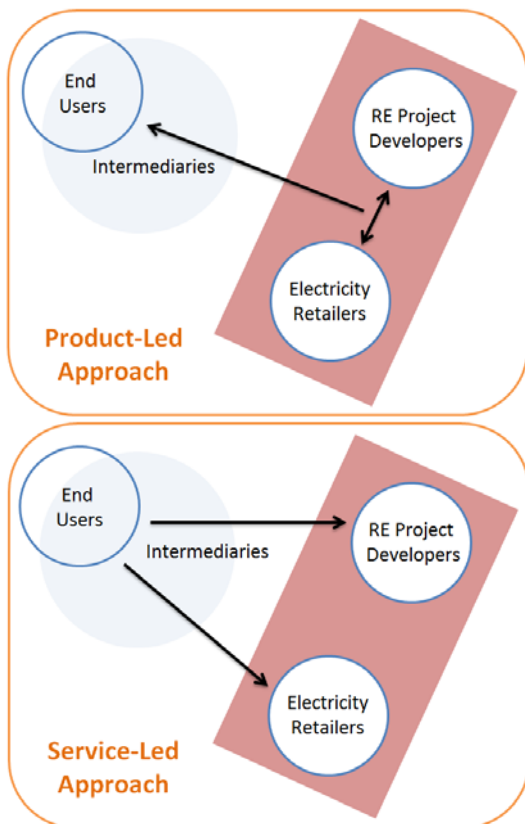 End
Users
RE Project
Developers
Intermediaries
Electricity
Retailers
Product-Led
Approach
End
Users
RE Project
Developers
Intermediaries
Electricity
Retailers
Service-Led
Approach